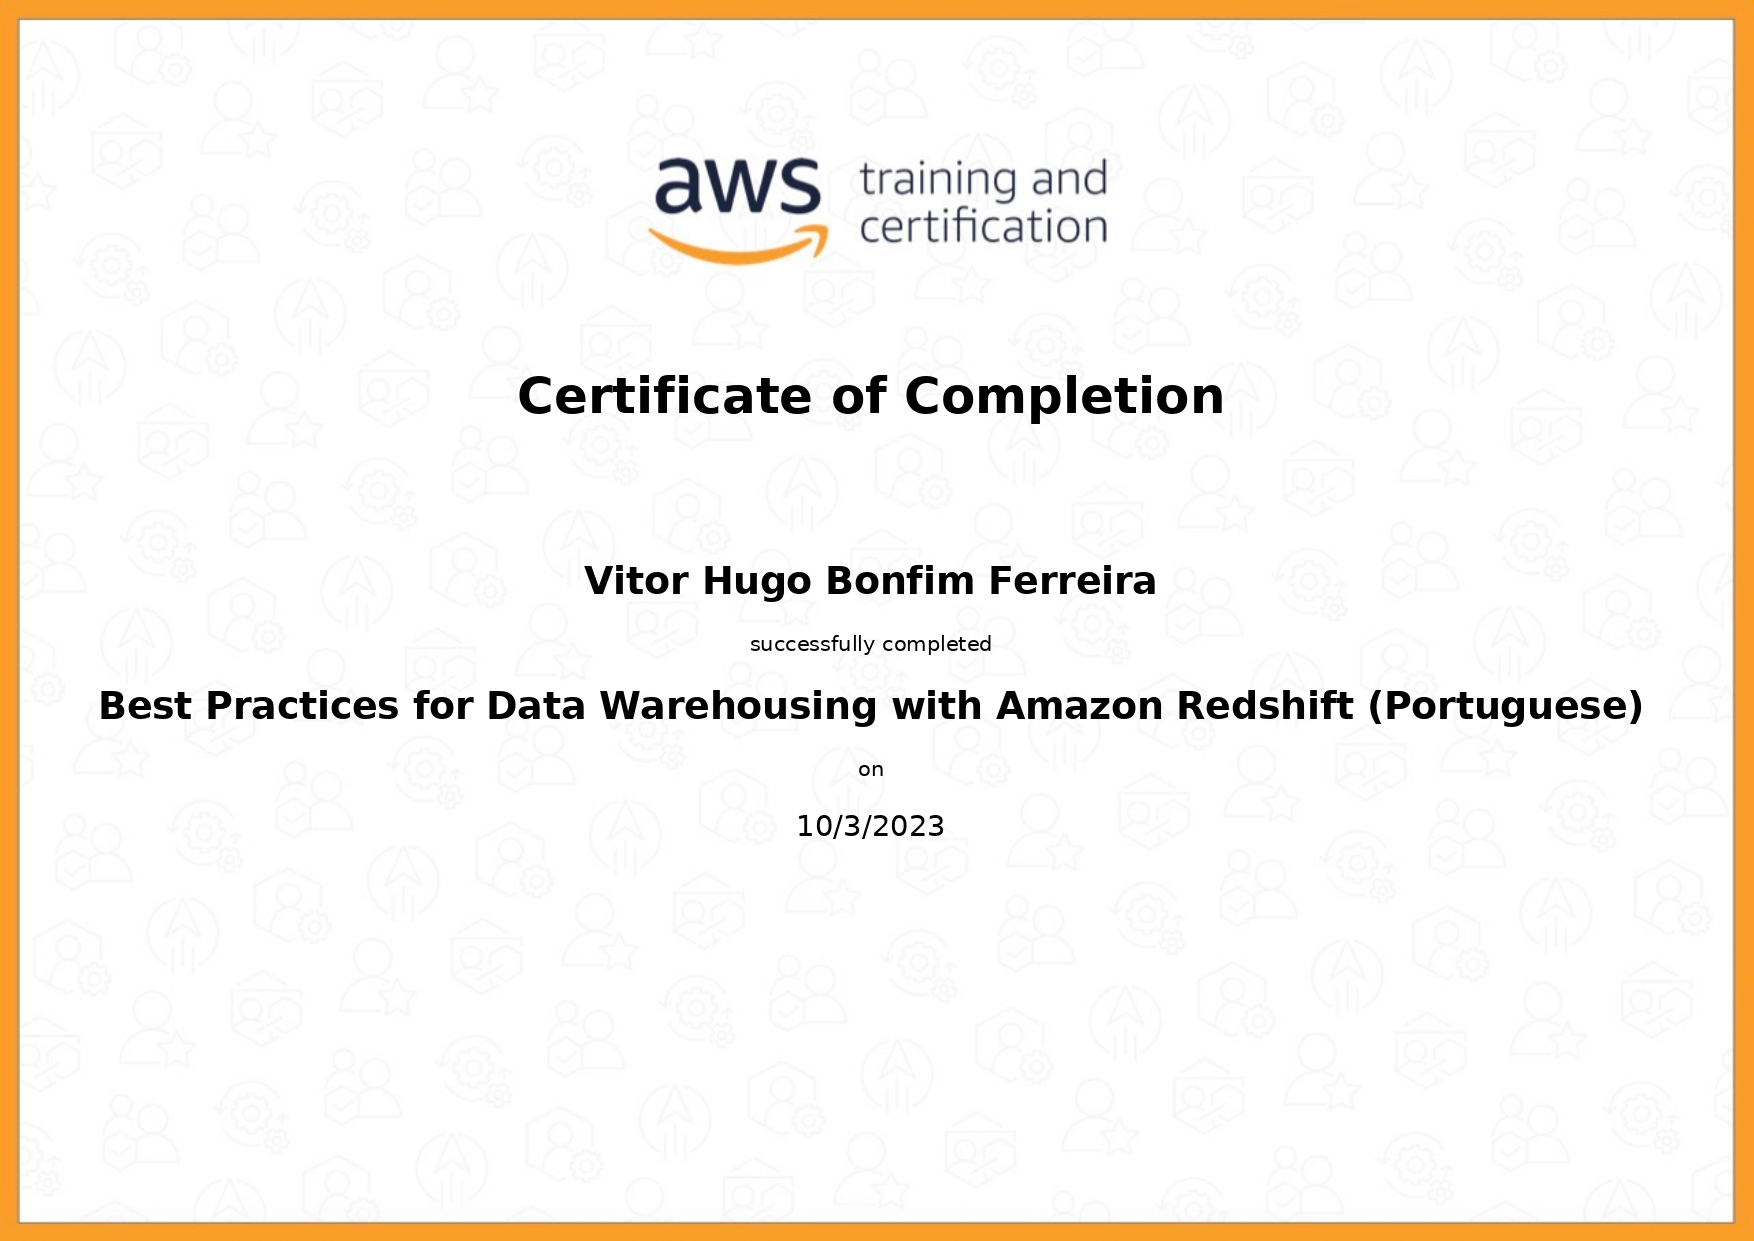 aws training and
certification
Certificate of Completion
Vitor Hugo Bonfim Ferreira
successfully completed
Best Practices for Data Warehousing with Amazon Redshift (Portuguese)
on
10/3/2023